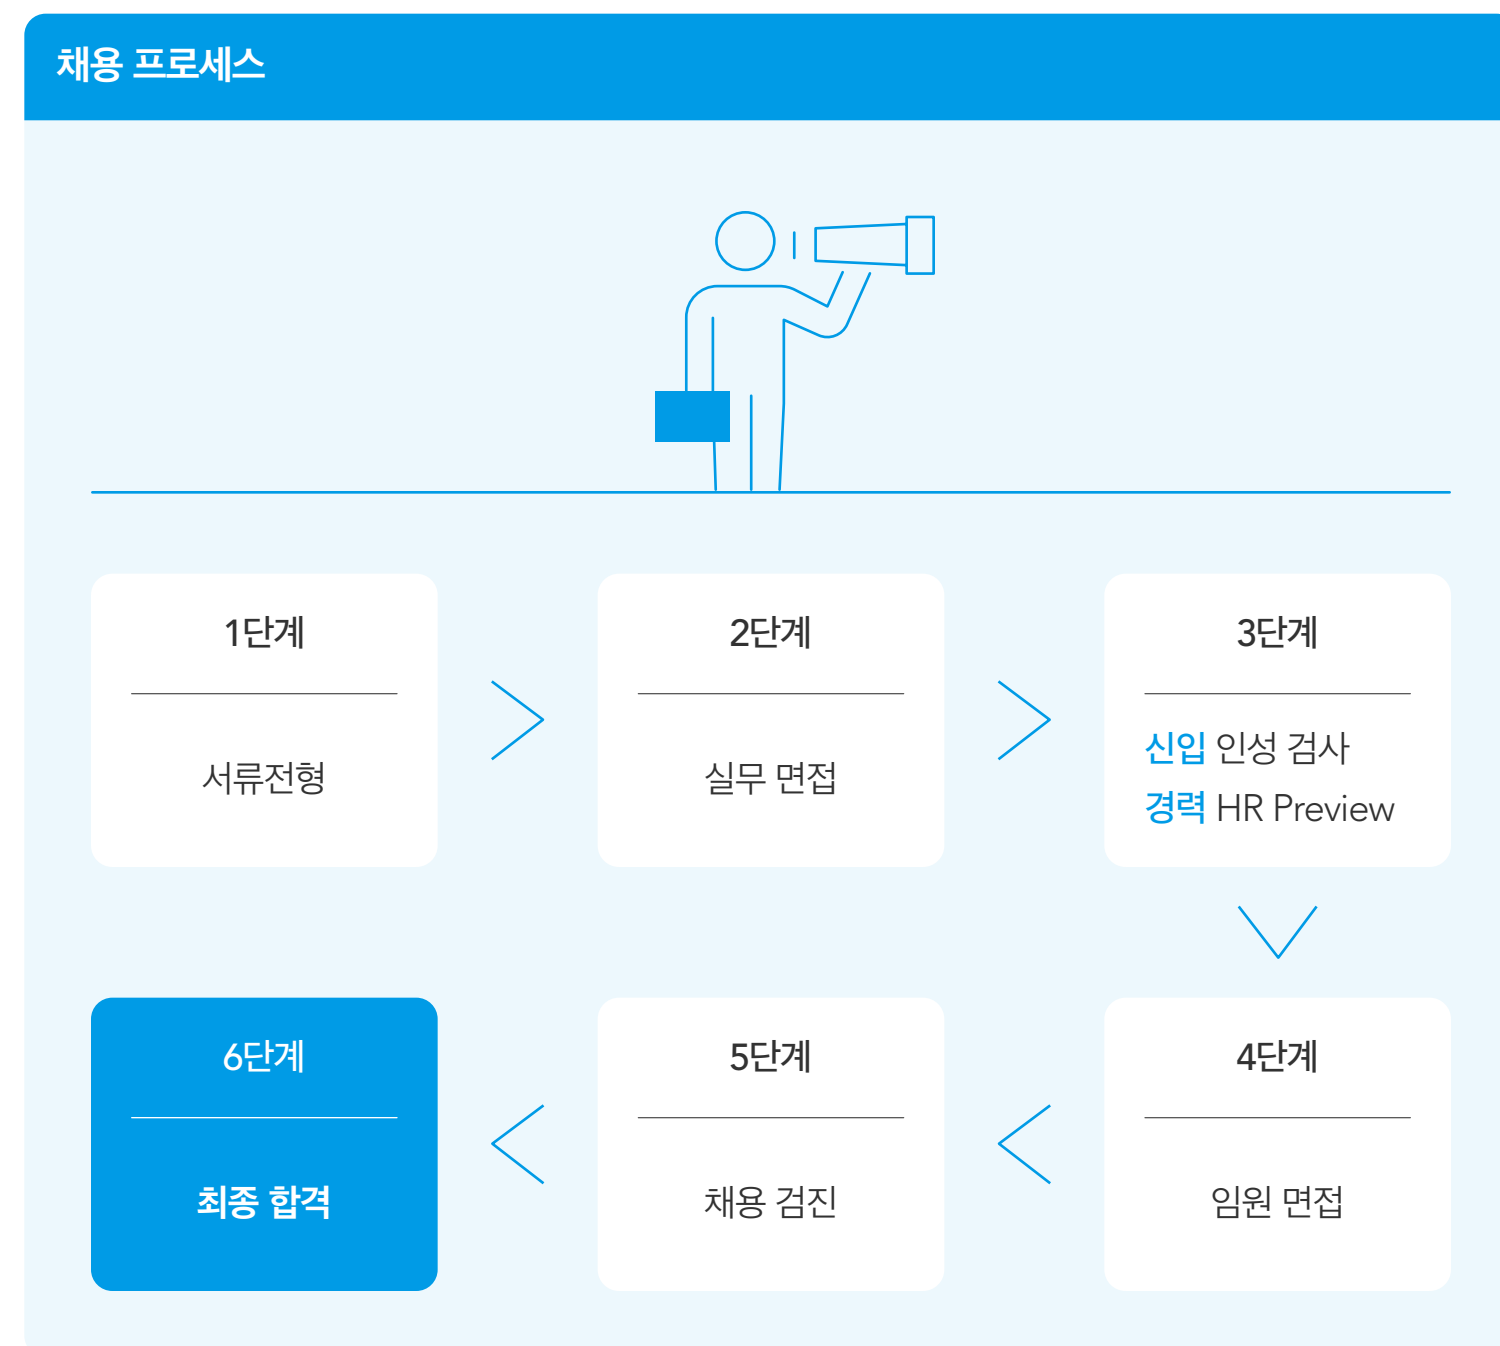 채용 프로세스
1단계
서류전형
2단계
실무 면접
3단계
신입 인성 검사
경력 HR Preview
4단계
임원 면접
5단계
채용 검진
6단계
최종 합격